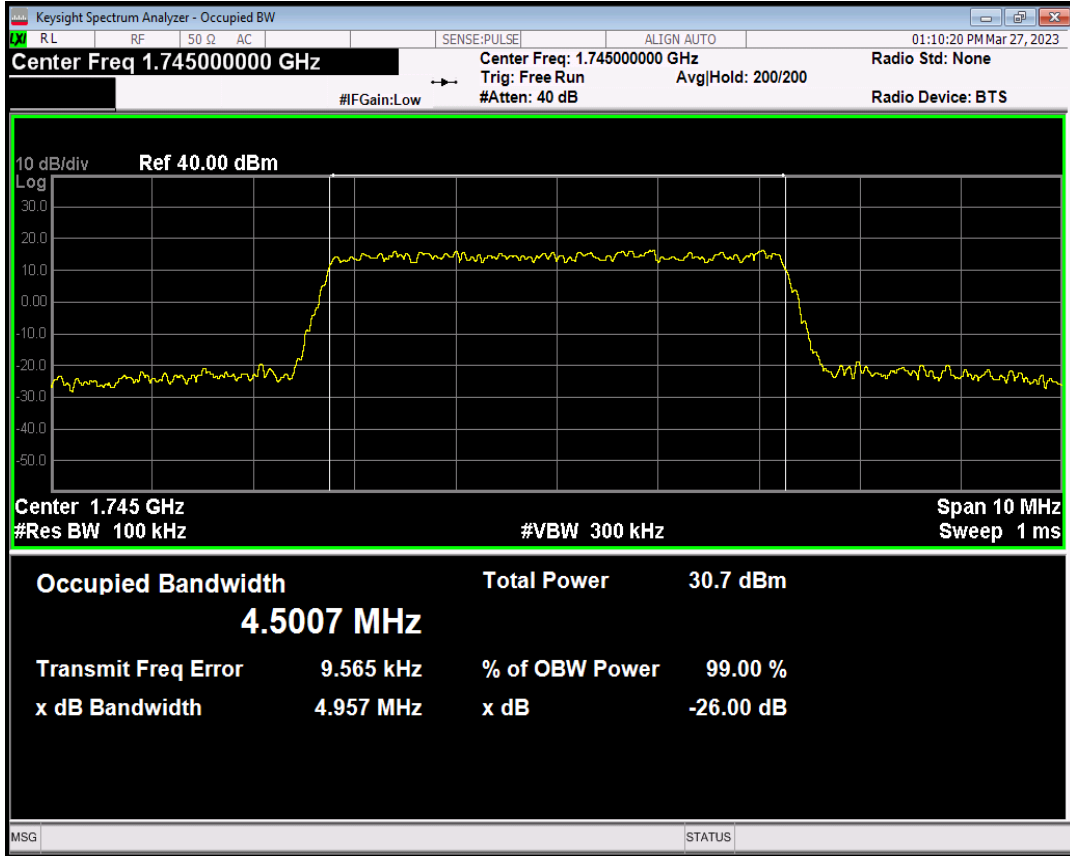 Keysight Spectrum Analyzer - Occupied BW
LXI RL RF 50 Ω AC SENSE:PULSE ALIGN AUTO 01:10:20 PM Mar 27, 2023
Center Freq 1.745000000 GHz
Center Freq: 1.745000000 GHz
Radio Std: None
Trig: Free Run
Avg|Hold: 200/200
#IFGain:Low
#Atten: 40 dB
Radio Device: BTS
10 dB/div
Ref 40.00 dBm
Log
30.0
20.0
10.0
0.00
-10.0
-20.0
-30.0
-40.0
-50.0
Center 1.745 GHz
Span 10 MHz
#Res BW 100 kHz
#VBW 300 kHz
Sweep 1 ms
Occupied Bandwidth
Total Power 30.7 dBm
4.5007 MHz
Transmit Freq Error 9.565 kHz
% of OBW Power 99.00 %
x dB Bandwidth 4.957 MHz
x dB -26.00 dB
MSG
STATUS